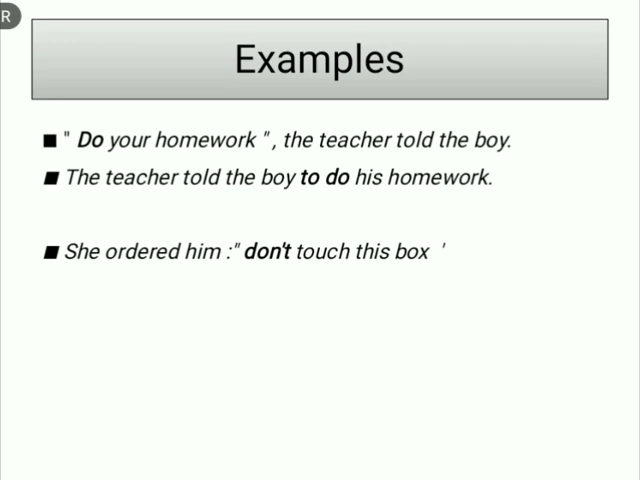 R
Examples
" Do your homework " , the teacher told the boy.
The teacher told the boy to do his homework.
She ordered him :" don't touch this box '